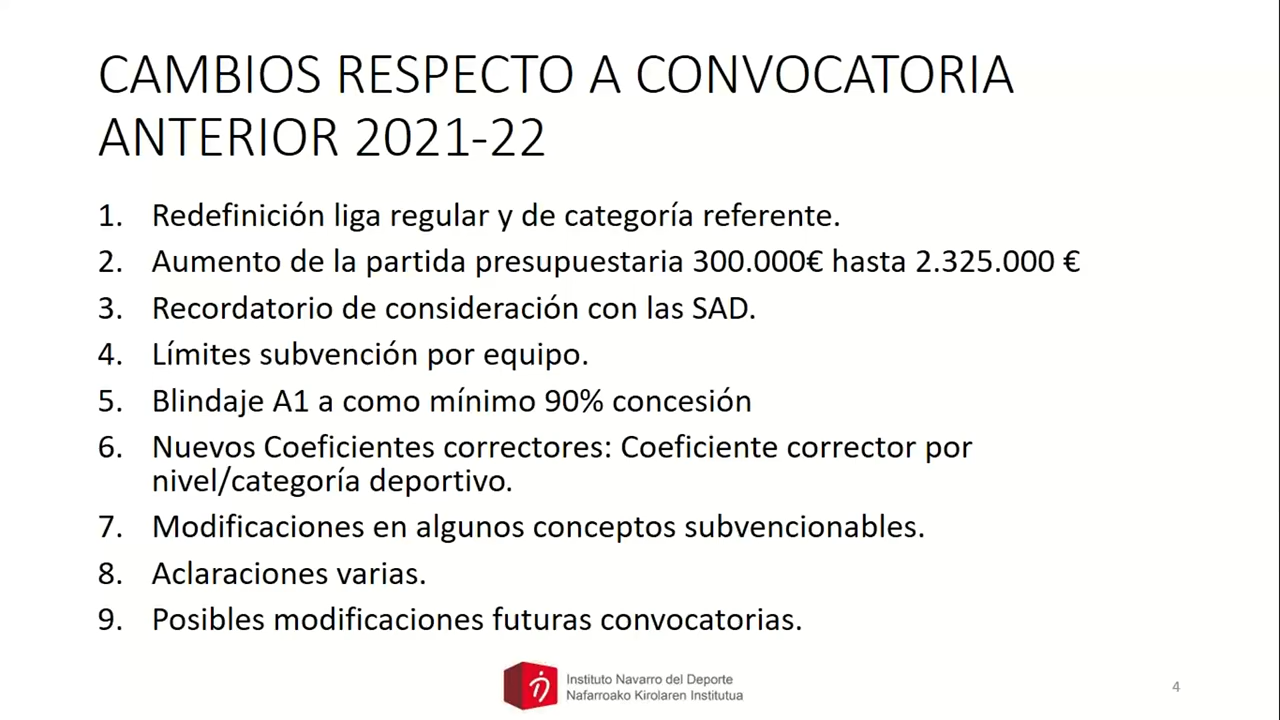 CAMBIOS RESPECTO A CONVOCATORIA
ANTERIOR 2021-22
1. Redefinición liga regular y de categoría referente.
2. Aumento de la partida presupuestaria 300.000€ hasta 2.325.000 €
3. Recordatorio de consideración con las SAD.
4. Límites subvención por equipo.
5. Blindaje A1 a como mínimo 90% concesión
6. Nuevos Coeficientes correctores: Coeficiente corrector por
nivel/categoría deportivo.
7. Modificaciones en algunos conceptos subvencionables.
8. Aclaraciones varias.
9. Posibles modificaciones futuras convocatorias.
Instituto Navarro del Deporte
Nafarroako Kirolaren Institutua
4